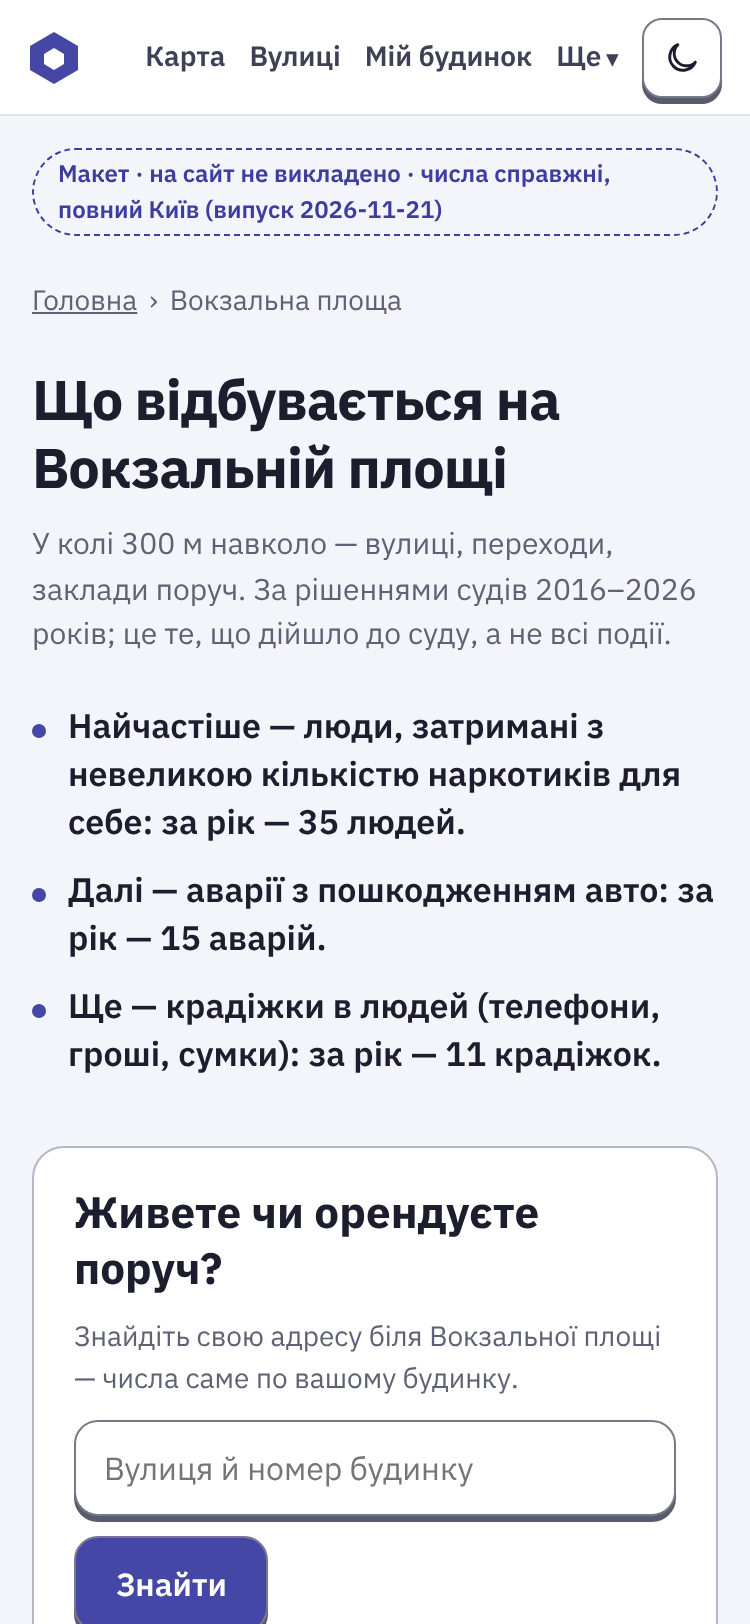 Карта Вулиці Мій будинок Ще ▾
Макет · на сайт не викладено · числа справжні,
повний Київ (випуск 2026-11-21)
Головна › Вокзальна площа
Що відбувається на
Вокзальній площі
У колі 300 м навколо — вулиці, переходи,
заклади поруч. За рішеннями судів 2016–2026
років; це те, що дійшло до суду, а не всі події.
Найчастіше — люди, затримані з
невеликою кількістю наркотиків для
себе: за рік — 35 людей.
Далі — аварії з пошкодженням авто: за
рік — 15 аварій.
Ще — крадіжки в людей (телефони,
гроші, сумки): за рік — 11 крадіжок.
Живете чи орендуєте
поруч?
Знайдіть свою адресу біля Вокзальної площі
— числа саме по вашому будинку.
Вулиця й номер будинку
Знайти